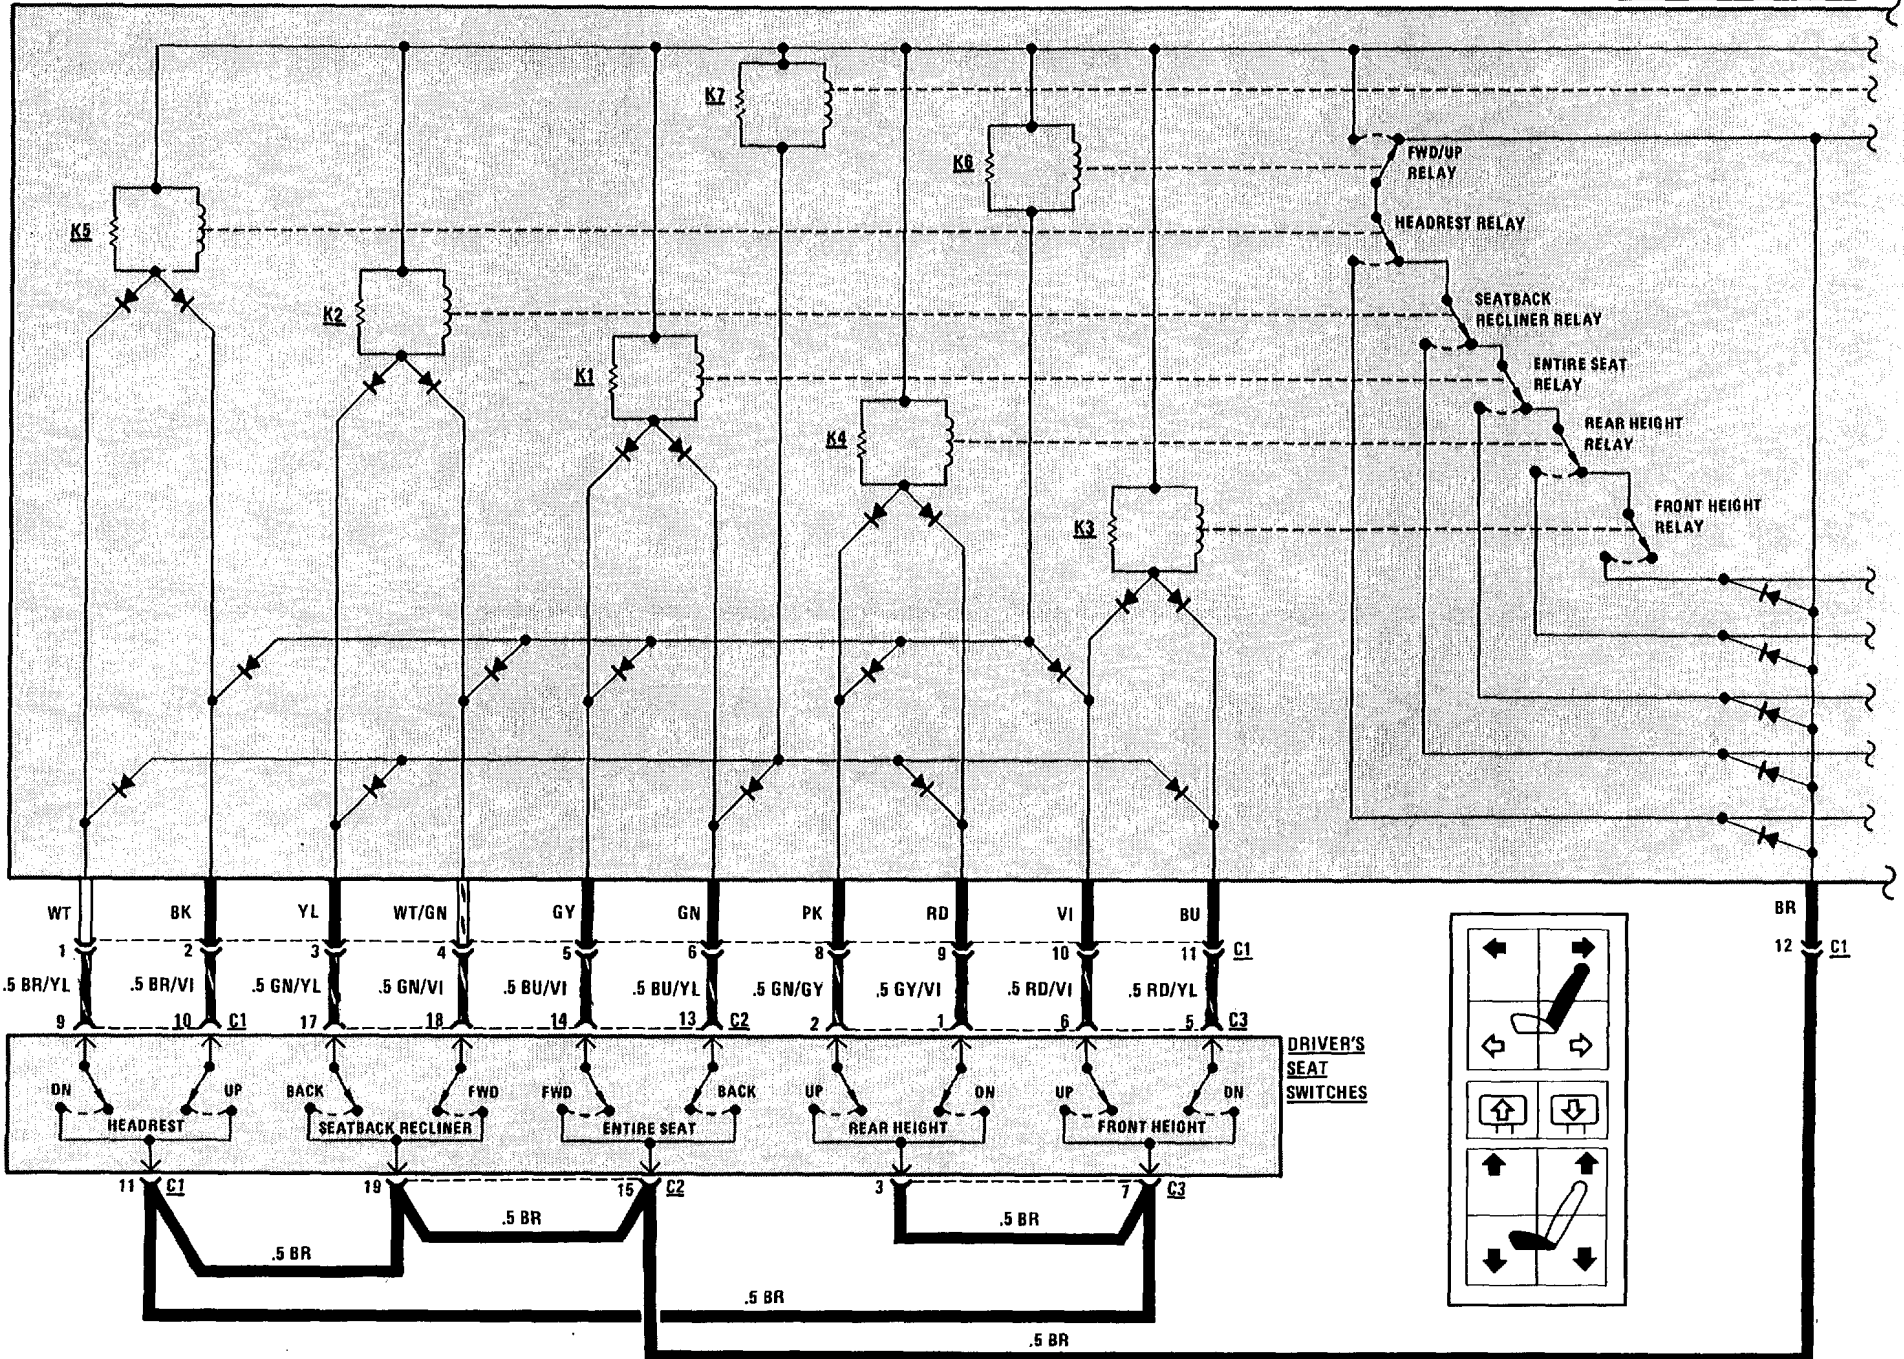 K7
K6
FWD/UP
RELAY
K5
HEADREST RELAY
K2
SEATBACK
RECLINER RELAY
K1
ENTIRE SEAT
RELAY
K4
REAR HEIGHT
RELAY
K3
FRONT HEIGHT
RELAY
WT BK YL WT/GN GY GN PK RD VI BU BR
1 2 3 4 5 6 8 9 10 11 C1 12 C1
.5 BR/YL .5 BR/VI .5 GN/YL .5 GN/VI .5 BU/VI .5 BU/YL .5 GN/GY .5 GY/VI .5 RD/VI .5 RD/YL
9 10 C1 17 18 14 13 C2 2 1 6 5 C3
DRIVER'S
SEAT
SWITCHES
DN UP BACK FWD FWD BACK UP DN UP DN
HEADREST SEATBACK RECLINER ENTIRE SEAT REAR HEIGHT FRONT HEIGHT
11 C1 19 15 C2 3 7 C3
.5 BR .5 BR
.5 BR
.5 BR
.5 BR